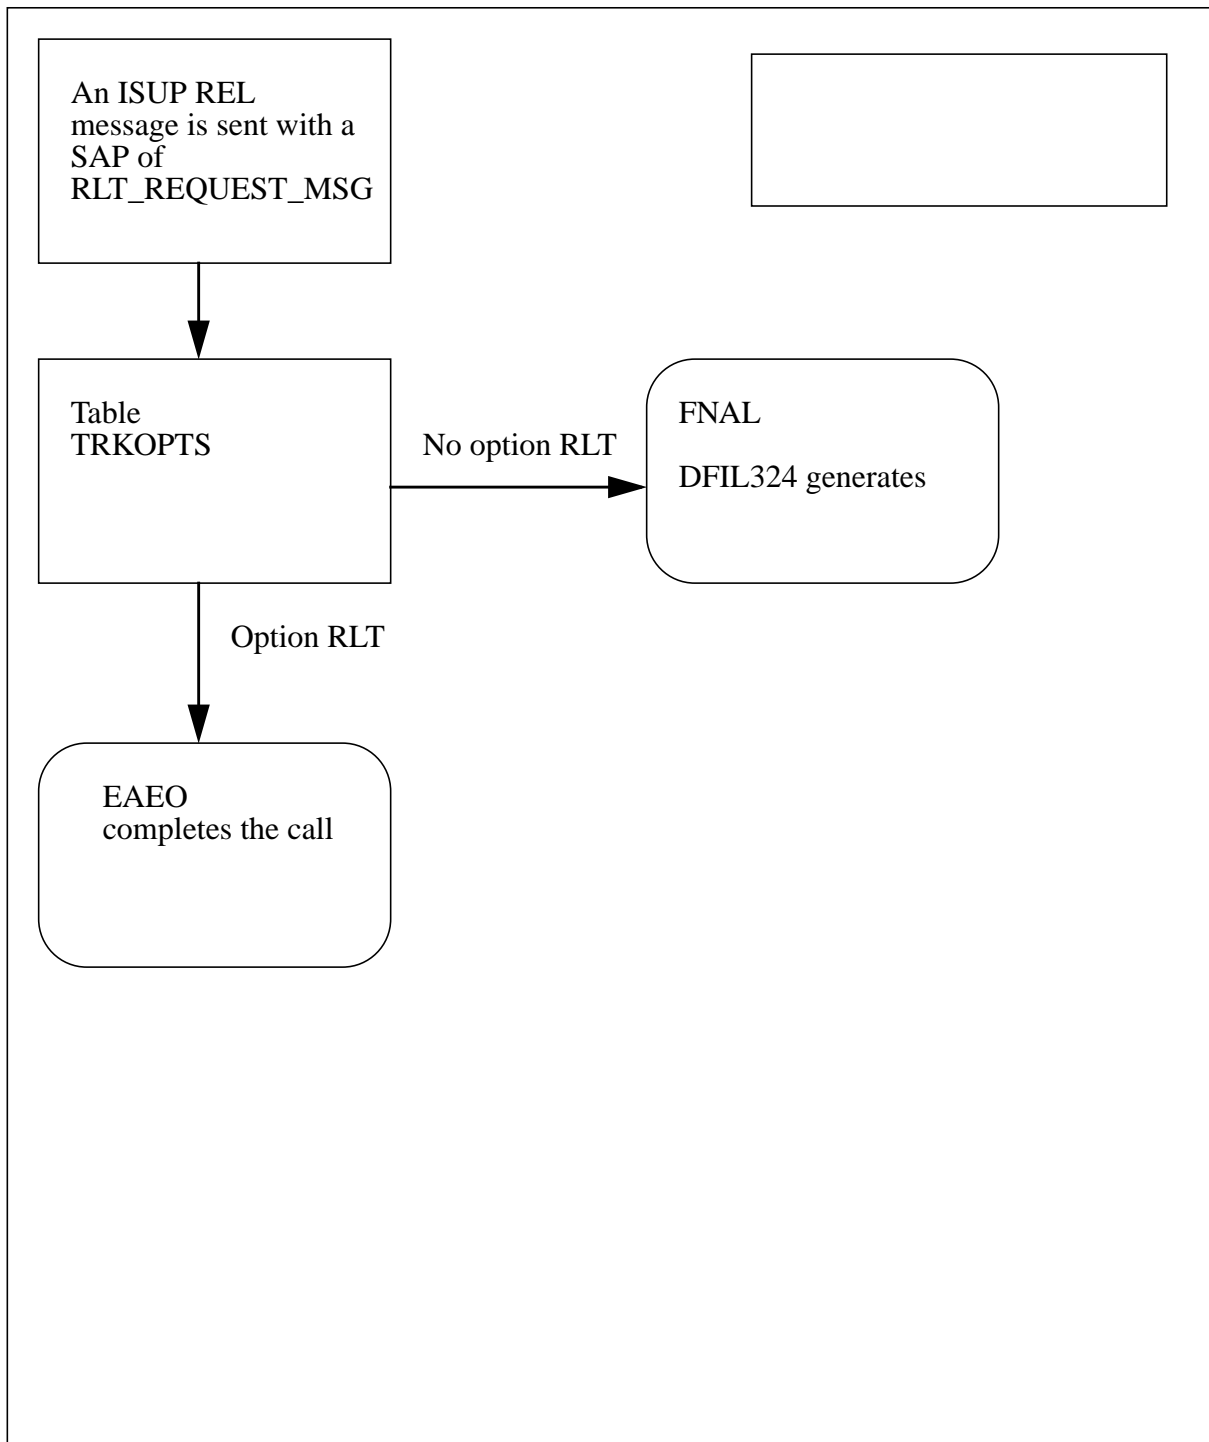 An ISUP REL
message is sent with a
SAP of
RLT_REQUEST_MSG
Table
TRKOPTS
No option RLT
FNAL
DFIL324 generates
Option RLT
EAEO
completes the call